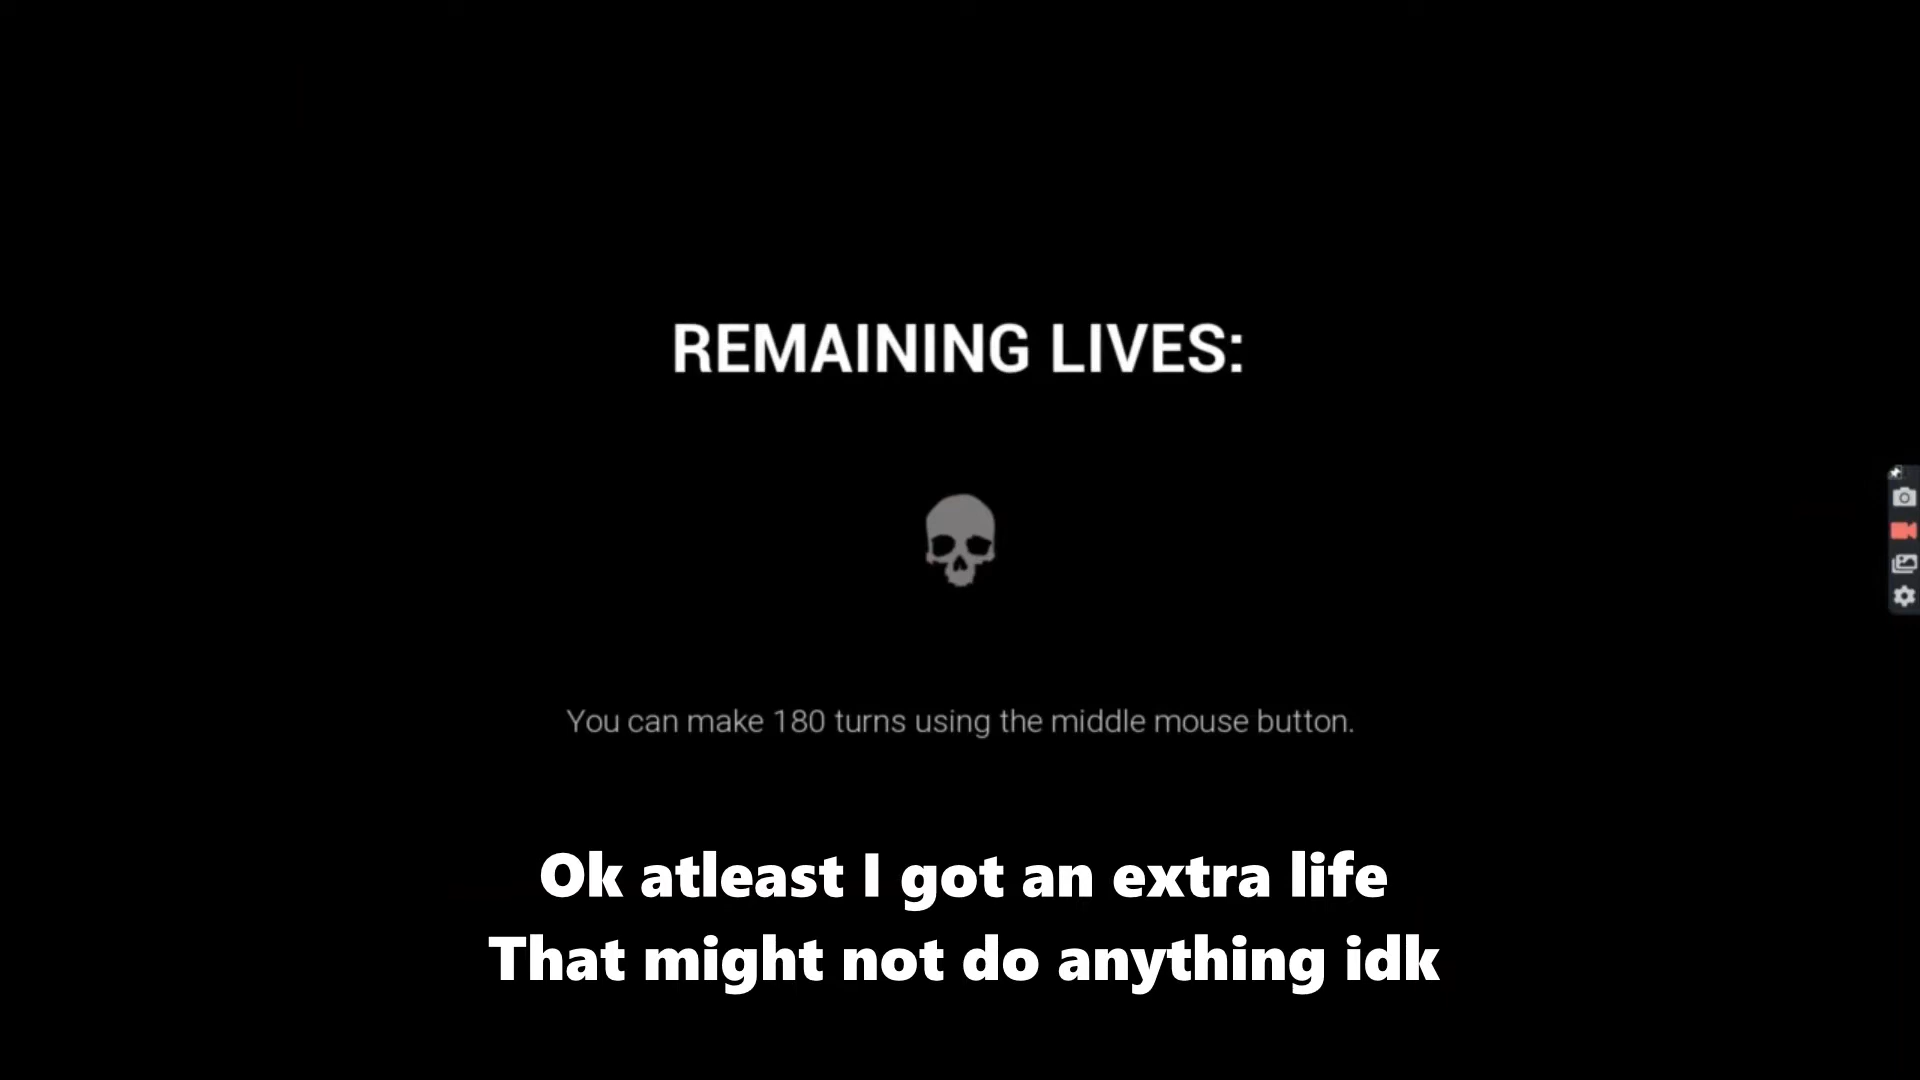 REMAINING LIVES:
You can make 180 turns using the middle mouse button.
Ok atleast I got an extra life
That might not do anything idk